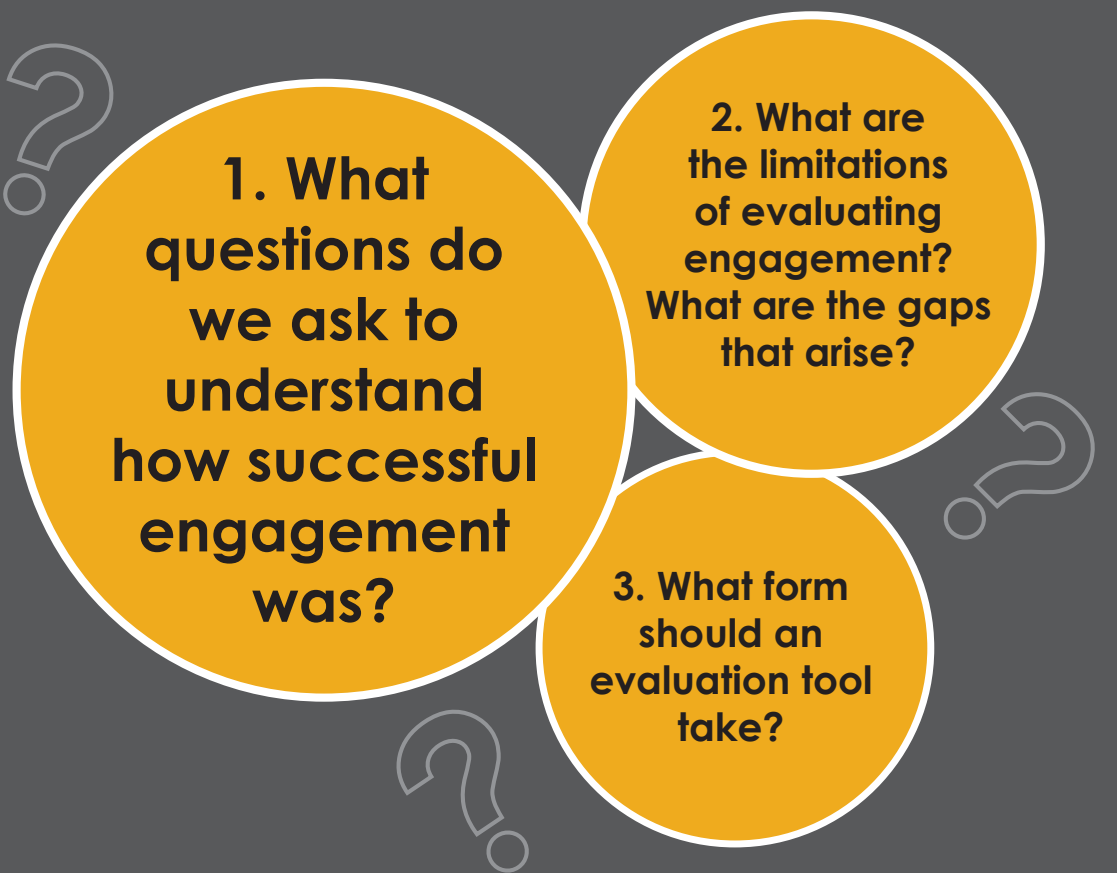 1. What
questions do
we ask to
understand
how successful
engagement
was?
2. What are
the limitations
of evaluating
engagement?
What are the gaps
that arise?
3. What form
should an
evaluation tool
take?